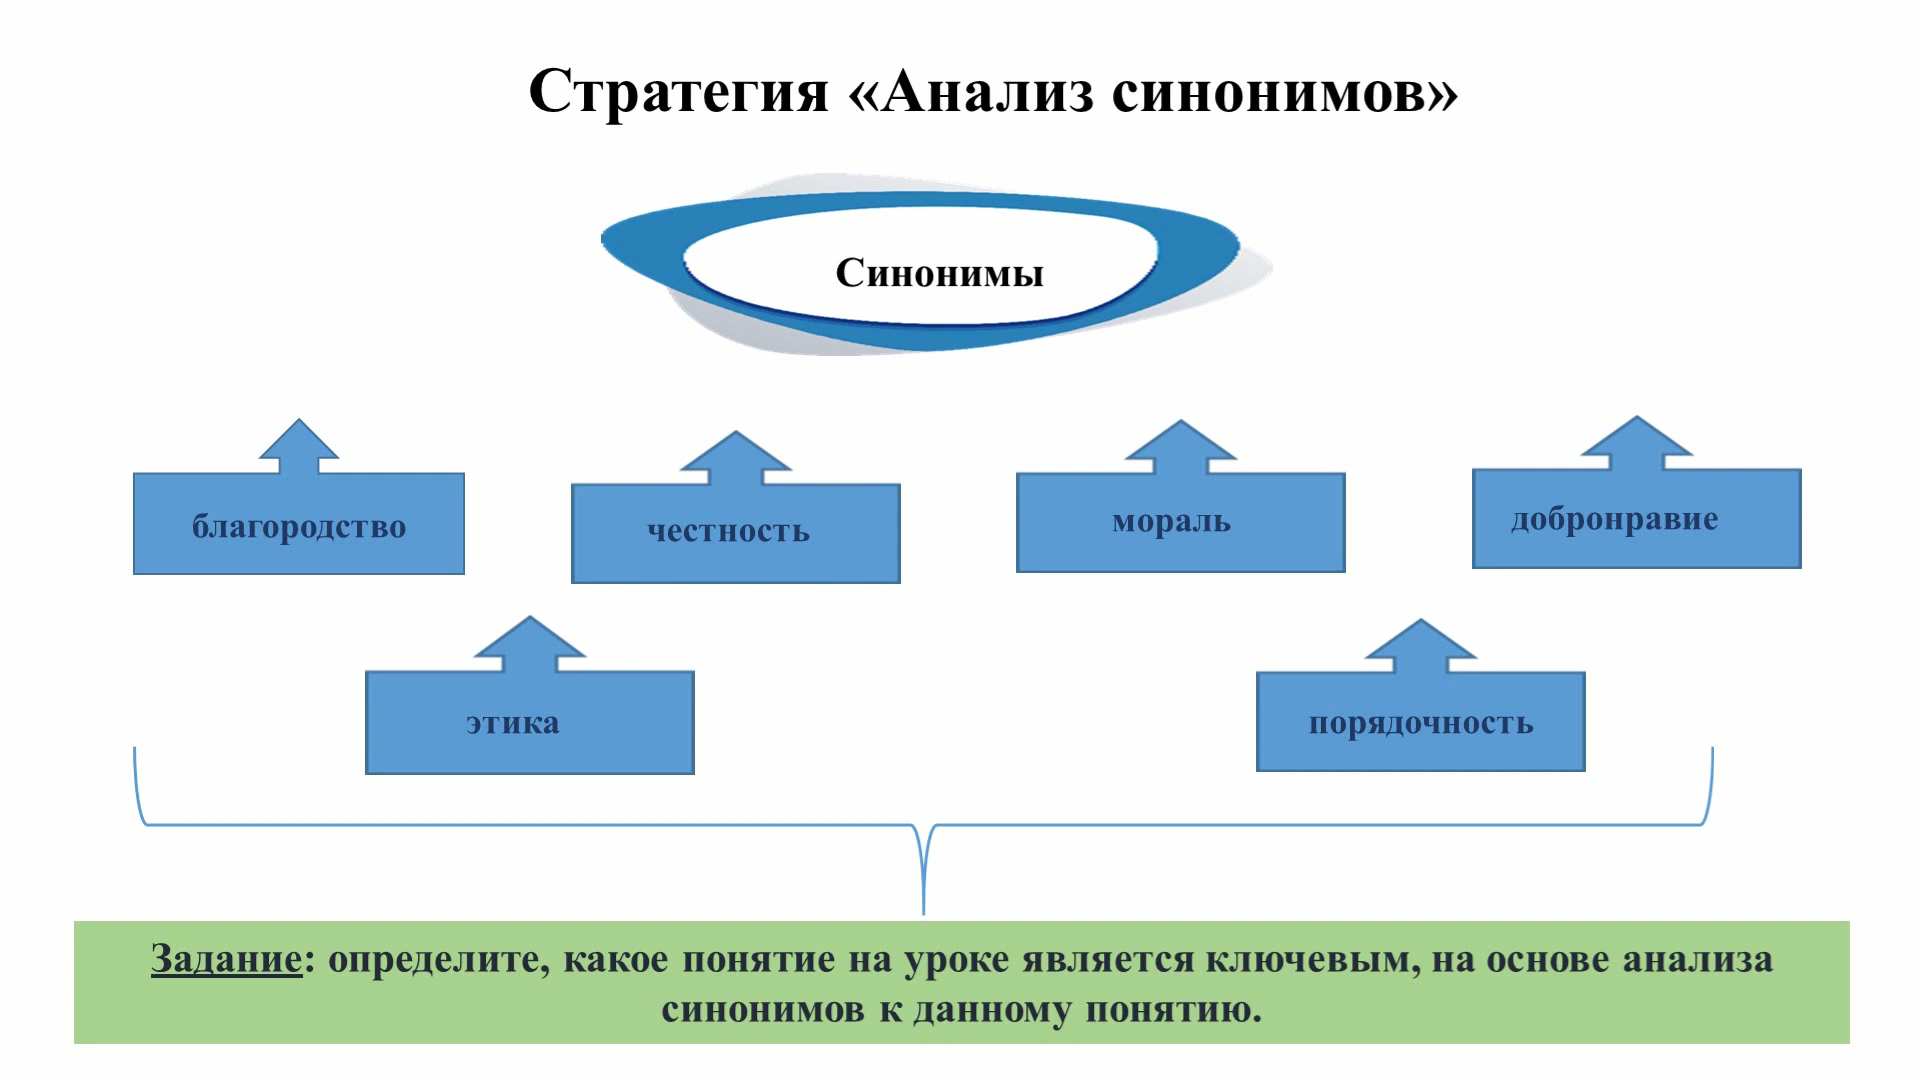 Стратегия «Анализ синонимов»
Синонимы
благородство
честность
мораль
добронравие
этика
порядочность
Задание: определите, какое понятие на уроке является ключевым, на основе анализа
синонимов к данному понятию.